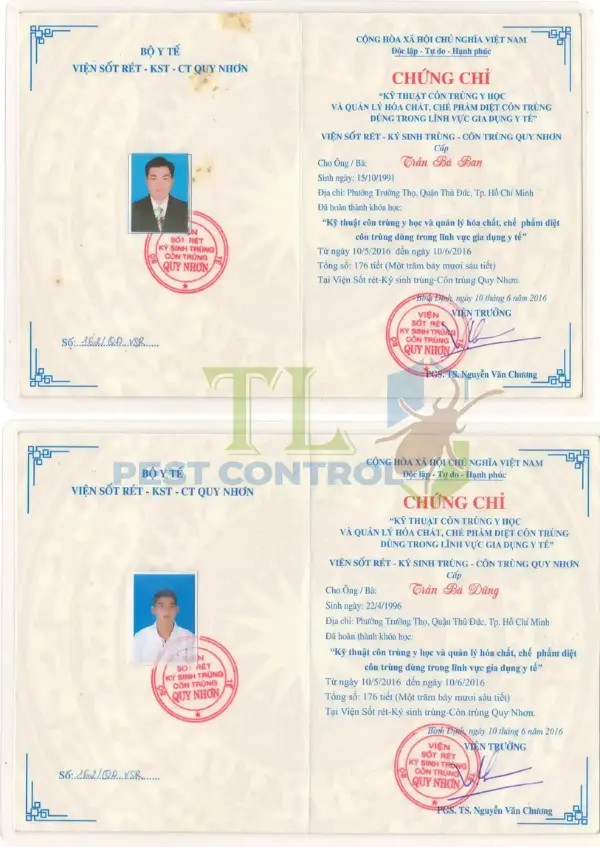 BỘ Y TẾ
VIỆN SỐT RÉT - KST - CT QUY NHƠN
VIỆN
SỐT RÉT
KÝ SINH TRÙNG
CÔN TRÙNG
QUY NHƠN
Số: 162/QĐ.VSR.....
CỘNG HÒA XÃ HỘI CHỦ NGHĨA VIỆT NAM
Độc lập - Tự do - Hạnh phúc
CHỨNG CHỈ
"KỸ THUẬT CÔN TRÙNG Y HỌC
VÀ QUẢN LÝ HÓA CHẤT, CHẾ PHẨM DIỆT CÔN TRÙNG
DÙNG TRONG LĨNH VỰC GIA DỤNG Y TẾ"
VIỆN SỐT RÉT - KÝ SINH TRÙNG - CÔN TRÙNG QUY NHƠN
Cấp
Cho Ông / Bà: Trần Bá Ban
Sinh ngày: 15/10/1991
Địa chỉ: Phường Trường Thọ, Quận Thủ Đức, Tp. Hồ Chí Minh
Đã hoàn thành khóa học:
"Kỹ thuật côn trùng y học và quản lý hóa chất, chế phẩm diệt
côn trùng dùng trong lĩnh vực gia dụng y tế"
Từ ngày 10/5/2016 đến ngày 10/6/2016
Tổng số: 176 tiết (Một trăm bảy mươi sáu tiết)
Tại Viện Sốt rét-Ký sinh trùng-Côn trùng Quy Nhơn.
Bình Định, ngày 10 tháng 6 năm 2016
VIỆN TRƯỞNG
VIỆN
SỐT RÉT
KÝ SINH TRÙNG
CÔN TRÙNG
QUY NHƠN
PGS. TS. Nguyễn Văn Chương
TL
PEST CONTROL
BỘ Y TẾ
VIỆN SỐT RÉT - KST - CT QUY NHƠN
VIỆN
SỐT RÉT
KÝ SINH TRÙNG
CÔN TRÙNG
QUY NHƠN
Số: 162/QĐ.VSR.....
CỘNG HÒA XÃ HỘI CHỦ NGHĨA VIỆT NAM
Độc lập - Tự do - Hạnh phúc
CHỨNG CHỈ
"KỸ THUẬT CÔN TRÙNG Y HỌC
VÀ QUẢN LÝ HÓA CHẤT, CHẾ PHẨM DIỆT CÔN TRÙNG
DÙNG TRONG LĨNH VỰC GIA DỤNG Y TẾ"
VIỆN SỐT RÉT - KÝ SINH TRÙNG - CÔN TRÙNG QUY NHƠN
Cấp
Cho Ông / Bà: Trần Bá Dũng
Sinh ngày: 22/4/1996
Địa chỉ: Phường Trường Thọ, Quận Thủ Đức, Tp. Hồ Chí Minh
Đã hoàn thành khóa học:
"Kỹ thuật côn trùng y học và quản lý hóa chất, chế phẩm diệt
côn trùng dùng trong lĩnh vực gia dụng y tế"
Từ ngày 10/5/2016 đến ngày 10/6/2016
Tổng số: 176 tiết (Một trăm bảy mươi sáu tiết)
Tại Viện Sốt rét-Ký sinh trùng-Côn trùng Quy Nhơn.
Bình Định, ngày 10 tháng 6 năm 2016
VIỆN TRƯỞNG
VIỆN
SỐT RÉT
KÝ SINH TRÙNG
CÔN TRÙNG
QUY NHƠN
PGS. TS. Nguyễn Văn Chương